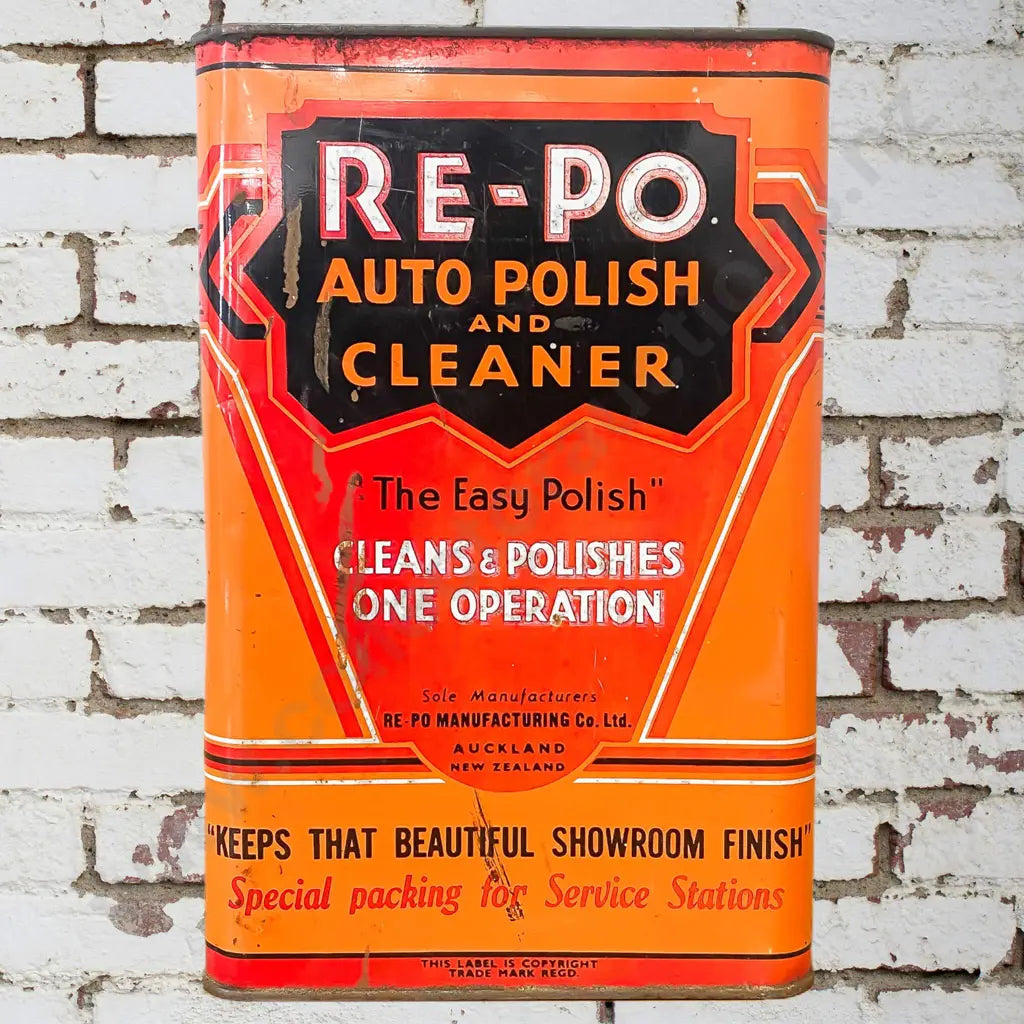 RE-PO
AUTO POLISH
AND
CLEANER
"The Easy Polish"
CLEANS & POLISHES
ONE OPERATION
Sole Manufacturers
RE-PO MANUFACTURING Co. Ltd.
AUCKLAND
NEW ZEALAND
"KEEPS THAT BEAUTIFUL SHOWROOM FINISH"
Special packing for Service Stations
THIS LABEL IS COPYRIGHT
TRADE MARK REGD.